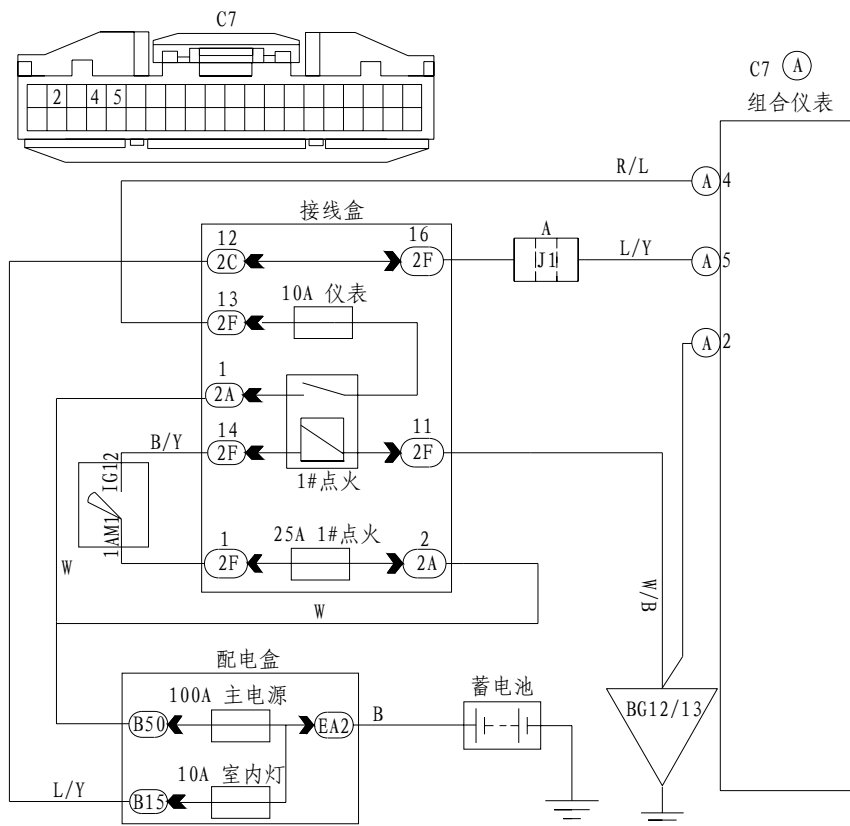 C7
2 4 5
C7 A
组合仪表
R/L
A 4
接线盒
12
2C
16
2F
A
J1
L/Y
A 5
13
2F
10A 仪表
A 2
1
2A
14
2F
B/Y
11
2F
1#点火
IG12
1AM1
1
2F
25A 1#点火
2
2A
W
W
W/B
配电盒
100A 主电源
B50
EA2
B
蓄电池
BG12/13
10A 室内灯
L/Y
B15